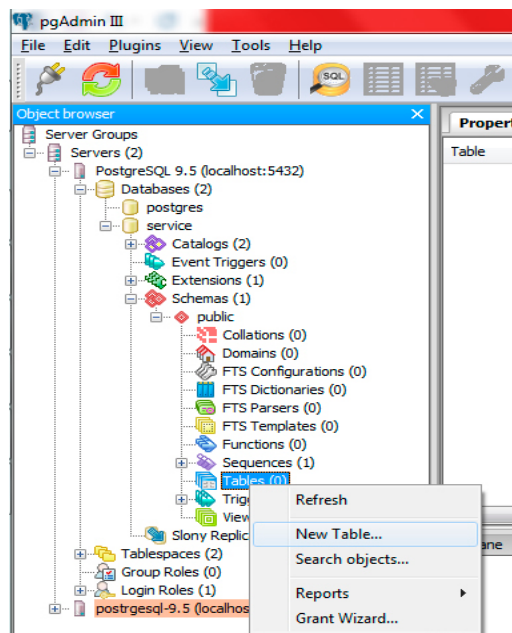 pgAdmin III
File Edit Plugins View Tools Help
SQL
Object browser
Server Groups
Servers (2)
PostgreSQL 9.5 (localhost:5432)
Databases (2)
postgres
service
Catalogs (2)
Event Triggers (0)
Extensions (1)
Schemas (1)
public
Collations (0)
Domains (0)
FTS Configurations (0)
FTS Dictionaries (0)
FTS Parsers (0)
FTS Templates (0)
Functions (0)
Sequences (1)
Tables (0)
Trig
View
Slony Replic
Tablespaces (2)
Group Roles (0)
Login Roles (1)
postrgesql-9.5 (localhos
Propert
Table
ane
Refresh
New Table...
Search objects...
Reports
Grant Wizard...